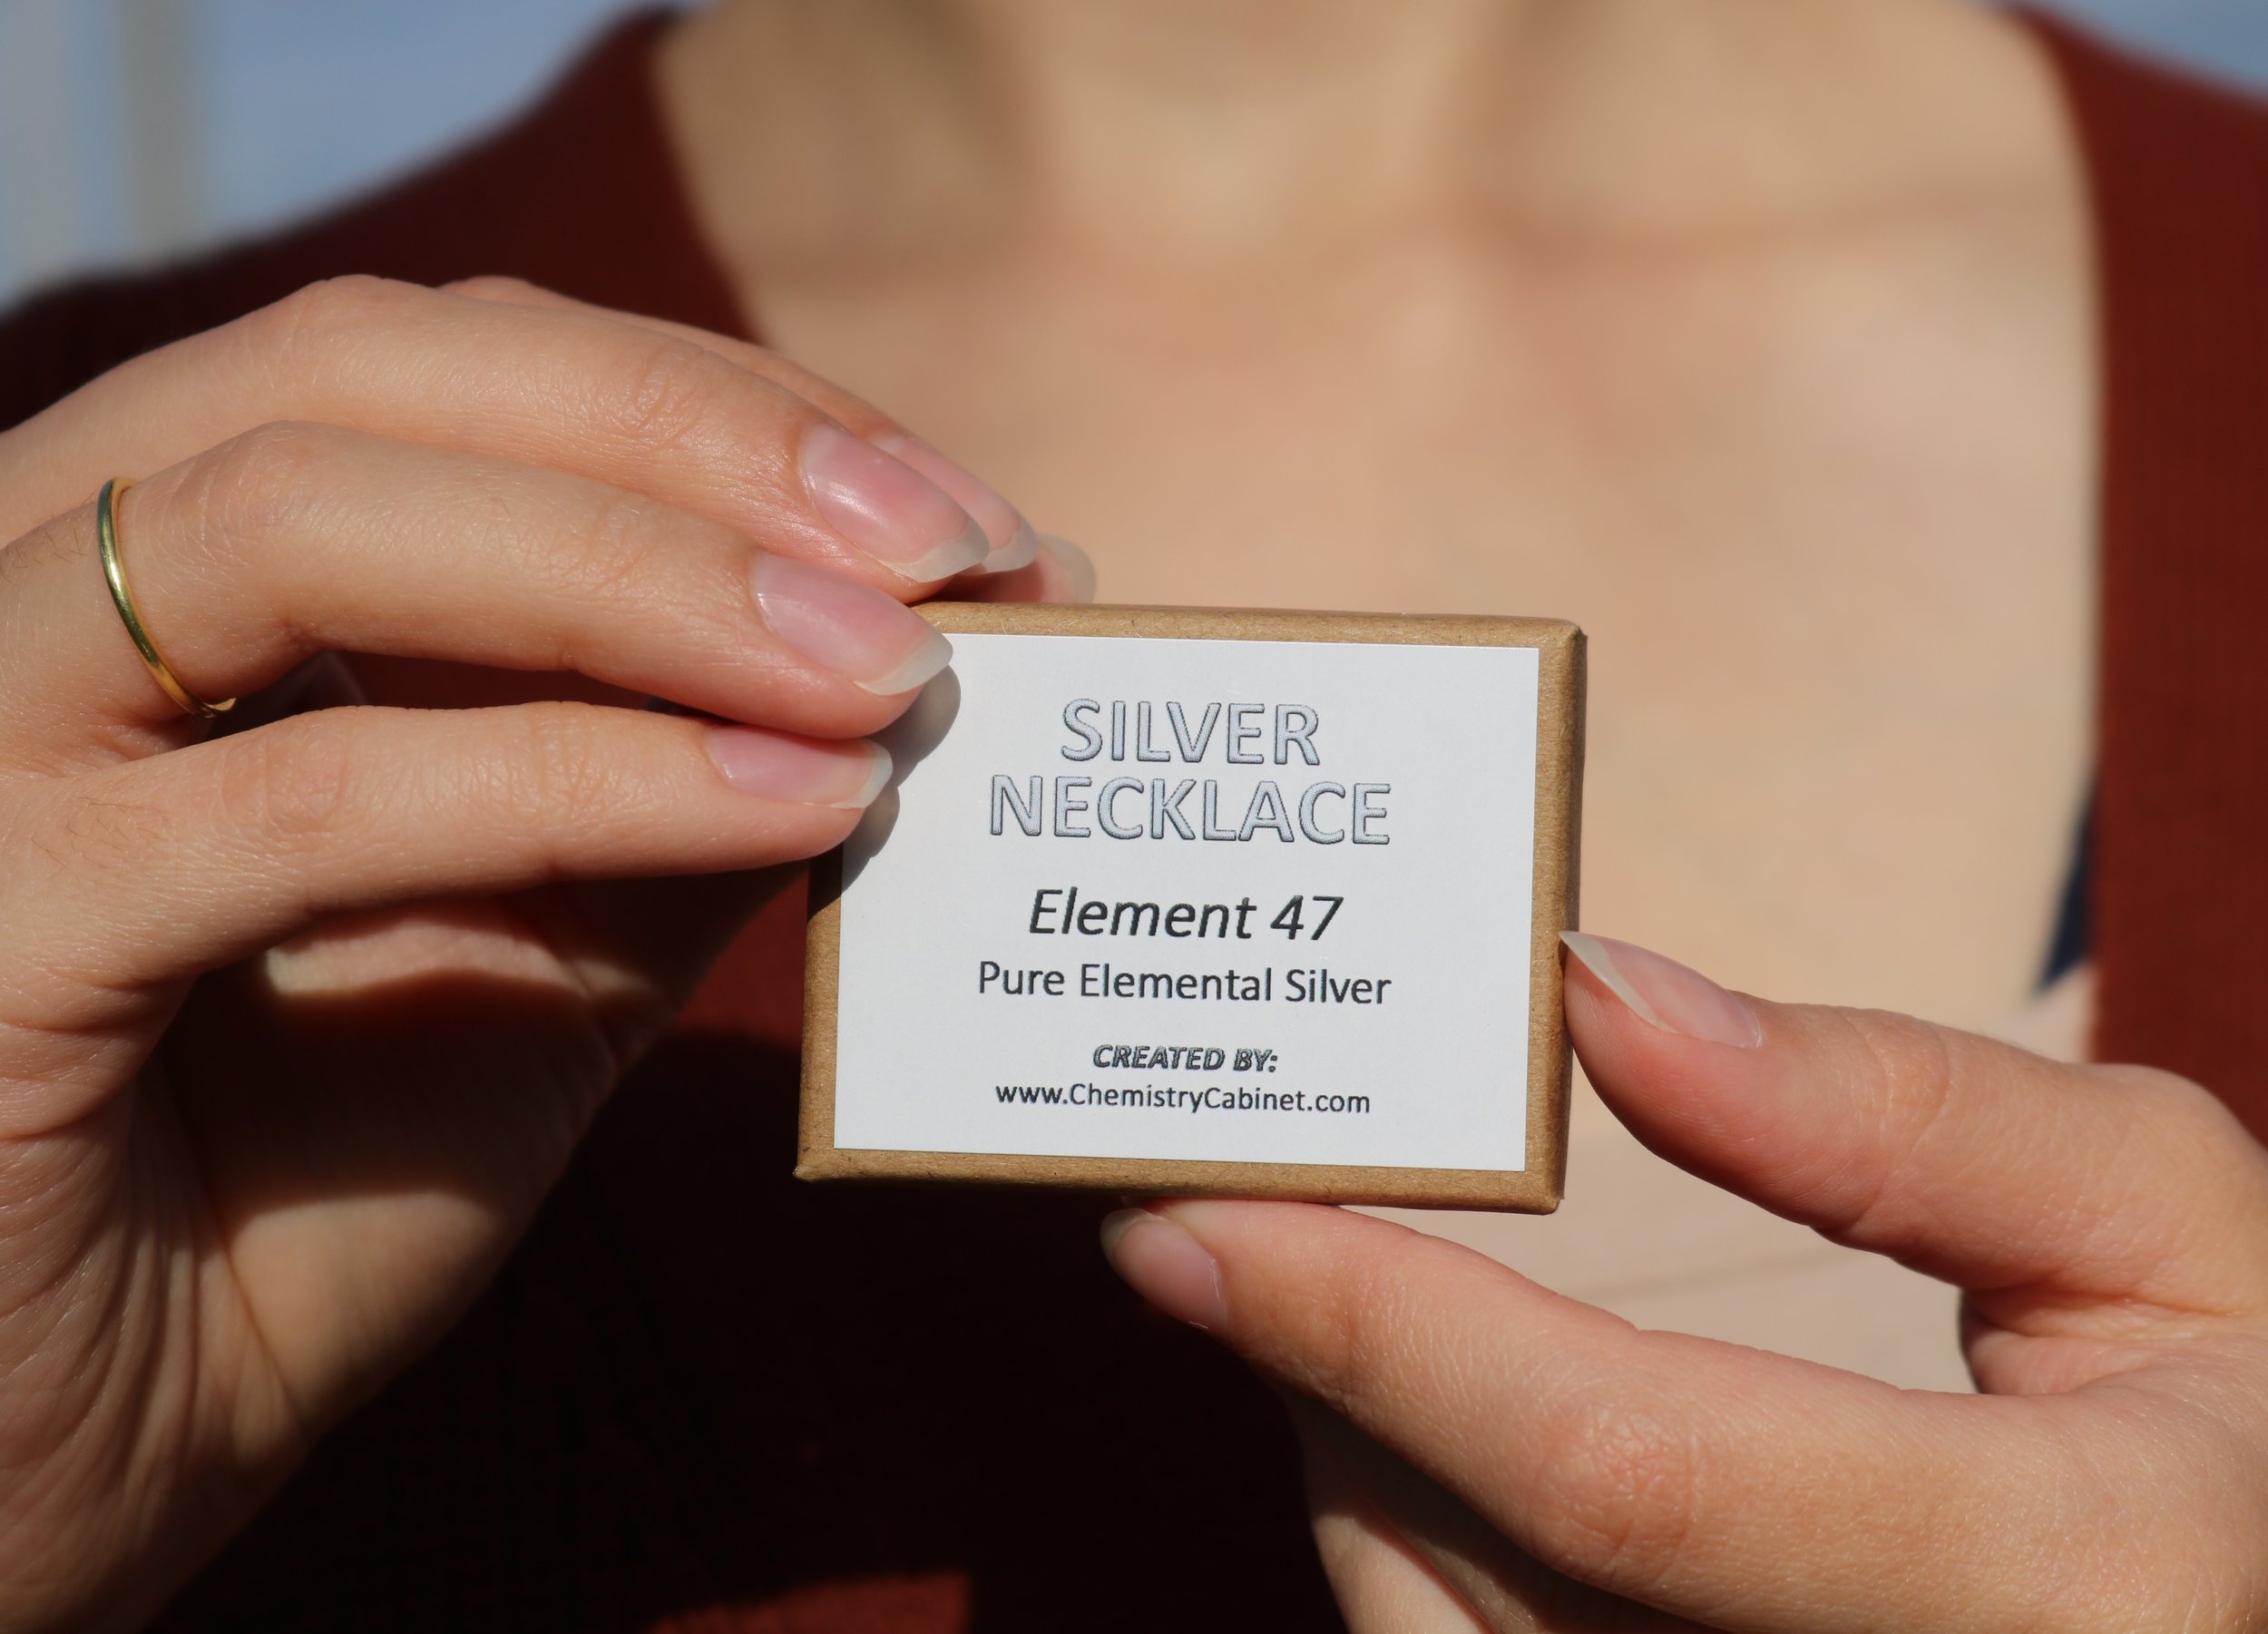 SILVER
NECKLACE
Element 47
Pure Elemental Silver
CREATED BY:
www.ChemistryCabinet.com